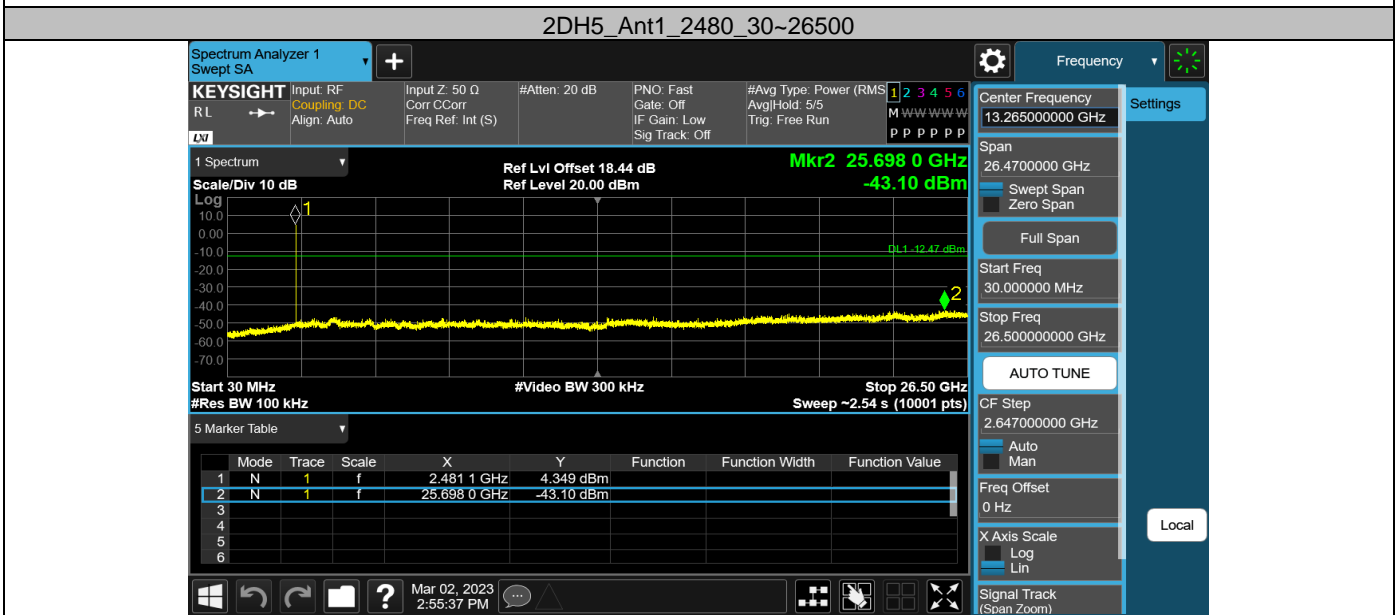 2DH5_Ant1_2480_30~26500
Spectrum Analyzer 1
Swept SA
Frequency
KEYSIGHT
R L
LXI
Input: RF
Coupling: DC
Align: Auto
Input Z: 50 Ω
Corr CCorr
Freq Ref: Int (S)
#Atten: 20 dB
PNO: Fast
Gate: Off
IF Gain: Low
Sig Track: Off
#Avg Type: Power (RMS
Avg|Hold: 5/5
Trig: Free Run
1 2 3 4 5 6
M W W W W W
P P P P P P
1 Spectrum
Scale/Div 10 dB
Ref Lvl Offset 18.44 dB
Ref Level 20.00 dBm
Mkr2 25.698 0 GHz
-43.10 dBm
Log
10.0
0.00
-10.0
-20.0
-30.0
-40.0
-50.0
-60.0
-70.0
1
DL1 -12.47 dBm
2
Start 30 MHz
#Video BW 300 kHz
Stop 26.50 GHz
#Res BW 100 kHz
Sweep ~2.54 s (10001 pts)
5 Marker Table
Mode Trace Scale X Y Function Function Width Function Value
1 N 1 f 2.481 1 GHz 4.349 dBm
2 N 1 f 25.698 0 GHz -43.10 dBm
3
4
5
6
Mar 02, 2023
2:55:37 PM
Center Frequency
13.265000000 GHz
Settings
Span
26.4700000 GHz
Swept Span
Zero Span
Full Span
Start Freq
30.000000 MHz
Stop Freq
26.500000000 GHz
AUTO TUNE
CF Step
2.647000000 GHz
Auto
Man
Freq Offset
0 Hz
Local
X Axis Scale
Log
Lin
Signal Track
(Span Zoom)